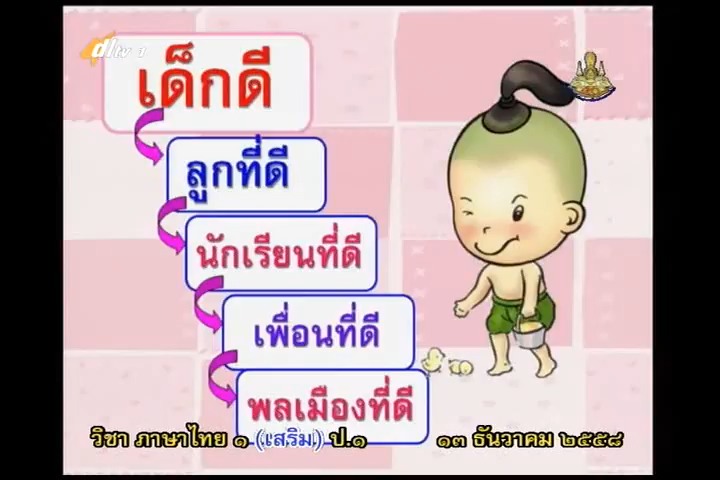 dltv 1
เด็กดี
ลูกที่ดี
นักเรียนที่ดี
เพื่อนที่ดี
พลเมืองที่ดี
วิชา ภาษาไทย ๑ (เสริม) ป.๑ ๑๓ ธันวาคม ๒๕๕๘